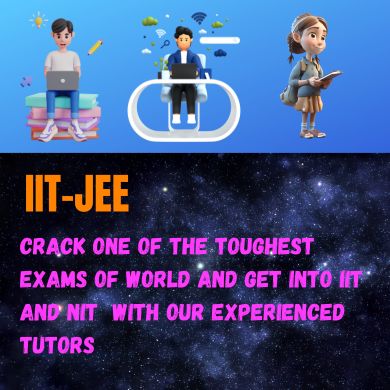 IIT-JEE
CRACK ONE OF THE TOUGHEST
EXAMS OF WORLD AND GET INTO IIT
AND NIT WITH OUR EXPERIENCED
TUTORS